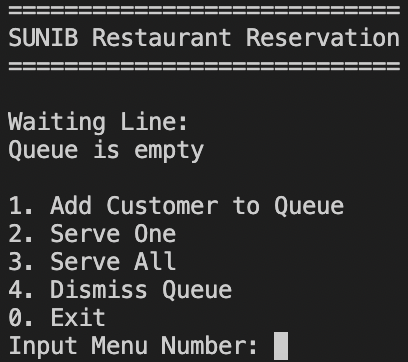 ============================
SUNIB Restaurant Reservation
============================
Waiting Line:
Queue is empty
1. Add Customer to Queue
2. Serve One
3. Serve All
4. Dismiss Queue
0. Exit
Input Menu Number: